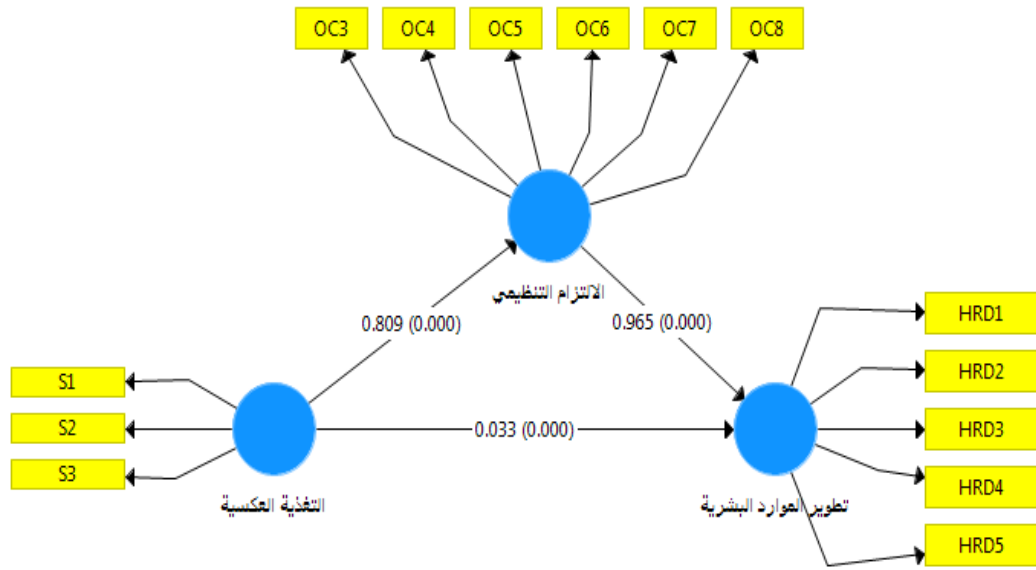 OC3 OC4 OC5 OC6 OC7 OC8
الالتزام التنظيمي
0.809 (0.000)
0.965 (0.000)
HRD1
HRD2
HRD3
HRD4
HRD5
S1
S2
S3
0.033 (0.000)
التغذية العكسية
تطوير الموارد البشرية